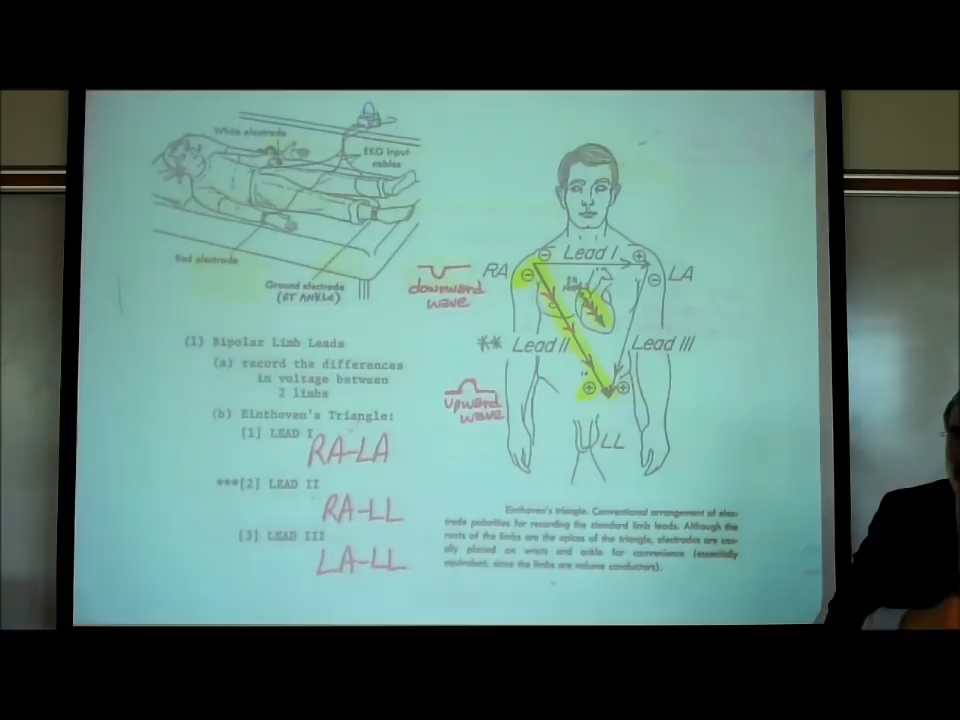 White electrode
EKG input
cables
Red electrode
Ground electrode
(RT ANKLE)
(1) Bipolar Limb Leads
(a) record the differences
in voltage between
2 limbs
(b) Einthoven's Triangle:
[1] LEAD I
RA-LA
***[2] LEAD II
RA-LL
[3] LEAD III
LA-LL
downward
wave
upward
wave
RA
Lead I
LA
** Lead II
Lead III
LL
Einthoven's triangle. Conventional arrangement of elec-
trode polarities for recording the standard limb leads. Although the
roots of the limbs are the apices of the triangle, electrodes are usu-
ally placed on wrists and ankle for convenience (essentially
equivalent, since the limbs are volume conductors).